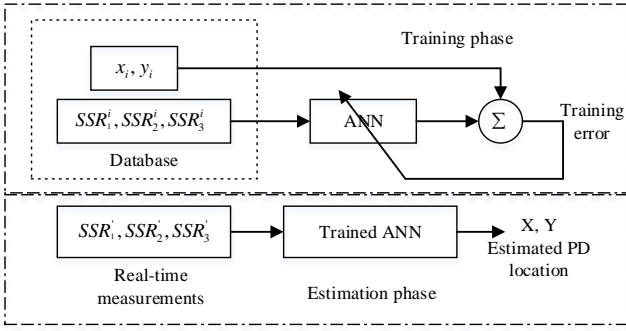 Training phase
x_i, y_i
SSR_1^i, SSR_2^i, SSR_3^i
ANN
Σ
Training
error
Database
SSR_1^', SSR_2^', SSR_3^'
Trained ANN
X, Y
Estimated PD
location
Real-time
measurements
Estimation phase